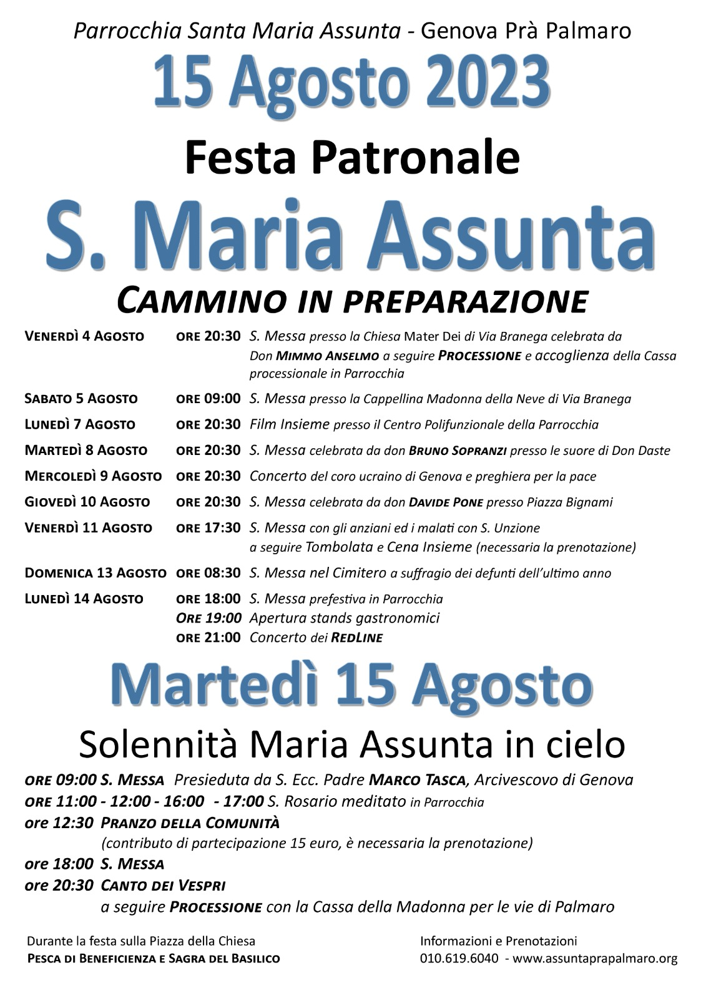 Parrocchia Santa Maria Assunta - Genova Prà Palmaro
15 Agosto 2023
Festa Patronale
S. Maria Assunta
CAMMINO IN PREPARAZIONE
VENERDÌ 4 AGOSTO ORE 20:30 S. Messa presso la Chiesa Mater Dei di Via Branega celebrata da
Don MIMMO ANSELMO a seguire PROCESSIONE e accoglienza della Cassa
processionale in Parrocchia
SABATO 5 AGOSTO ORE 09:00 S. Messa presso la Cappellina Madonna della Neve di Via Branega
LUNEDÌ 7 AGOSTO ORE 20:30 Film Insieme presso il Centro Polifunzionale della Parrocchia
MARTEDÌ 8 AGOSTO ORE 20:30 S. Messa celebrata da don BRUNO SOPRANZI presso le suore di Don Daste
MERCOLEDÌ 9 AGOSTO ORE 20:30 Concerto del coro ucraino di Genova e preghiera per la pace
GIOVEDÌ 10 AGOSTO ORE 20:30 S. Messa celebrata da don DAVIDE PONE presso Piazza Bignami
VENERDÌ 11 AGOSTO ORE 17:30 S. Messa con gli anziani ed i malati con S. Unzione
a seguire Tombolata e Cena Insieme (necessaria la prenotazione)
DOMENICA 13 AGOSTO ORE 08:30 S. Messa nel Cimitero a suffragio dei defunti dell'ultimo anno
LUNEDÌ 14 AGOSTO ORE 18:00 S. Messa prefestiva in Parrocchia
ORE 19:00 Apertura stands gastronomici
ORE 21:00 Concerto dei REDLINE
Martedì 15 Agosto
Solennità Maria Assunta in cielo
ORE 09:00 S. MESSA Presieduta da S. Ecc. Padre MARCO TASCA, Arcivescovo di Genova
ORE 11:00 - 12:00 - 16:00 - 17:00 S. Rosario meditato in Parrocchia
ore 12:30 PRANZO DELLA COMUNITÀ
(contributo di partecipazione 15 euro, è necessaria la prenotazione)
ore 18:00 S. MESSA
ore 20:30 CANTO DEI VESPRI
a seguire PROCESSIONE con la Cassa della Madonna per le vie di Palmaro
Durante la festa sulla Piazza della Chiesa
PESCA DI BENEFICIENZA E SAGRA DEL BASILICO
Informazioni e Prenotazioni
010.619.6040 - www.assuntaprapalmaro.org